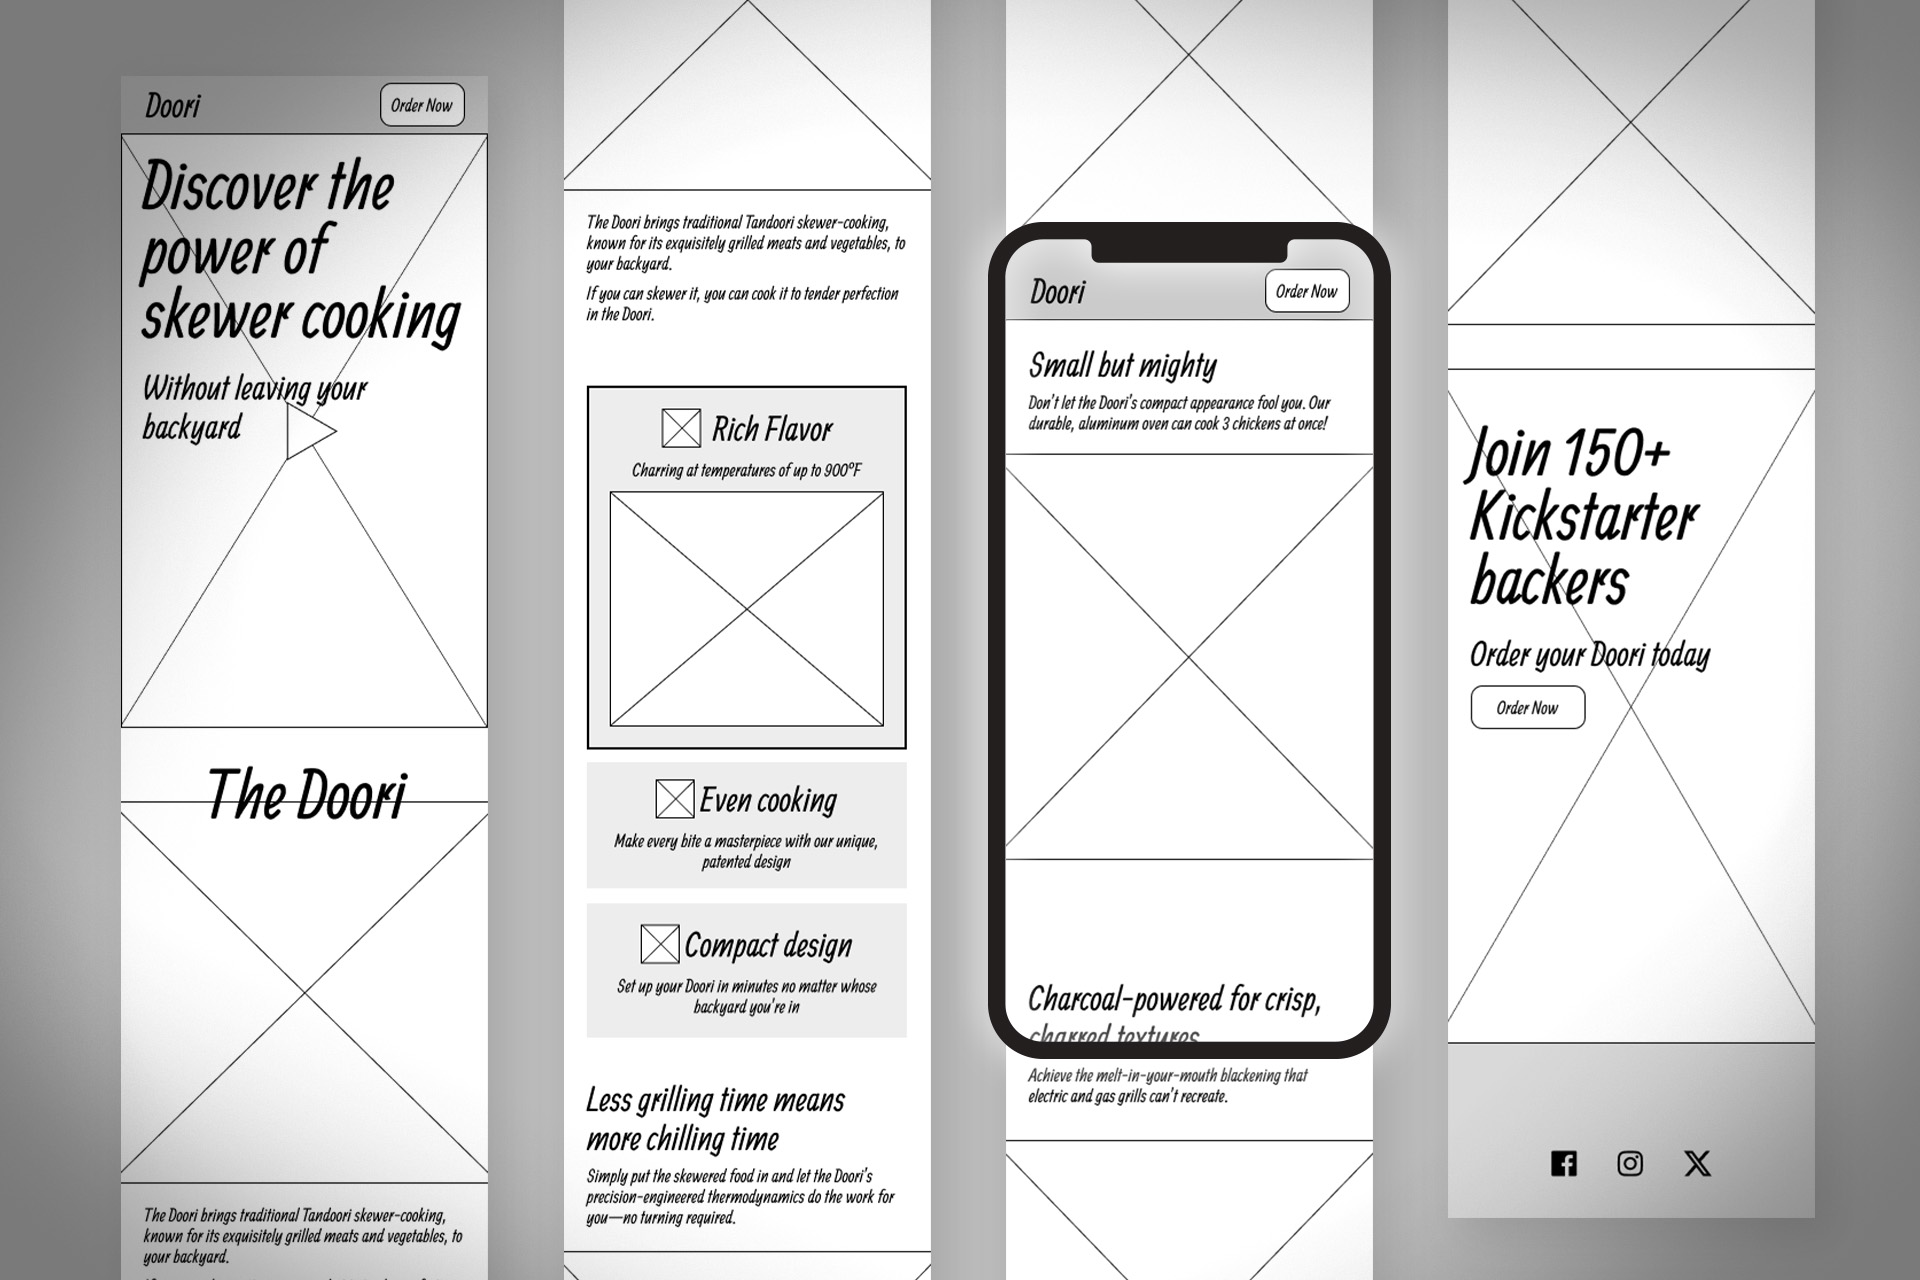 Doori
Order Now
Discover the
power of
skewer cooking
Without leaving your
backyard
The Doori
The Doori brings traditional Tandoori skewer-cooking,
known for its exquisitely grilled meats and vegetables, to
your backyard.
The Doori brings traditional Tandoori skewer-cooking,
known for its exquisitely grilled meats and vegetables, to
your backyard.
If you can skewer it, you can cook it to tender perfection
in the Doori.
Rich Flavor
Charring at temperatures of up to 900°F
Even cooking
Make every bite a masterpiece with our unique,
patented design
Compact design
Set up your Doori in minutes no matter whose
backyard you're in
Less grilling time means
more chilling time
Simply put the skewered food in and let the Doori's
precision-engineered thermodynamics do the work for
you—no turning required.
Doori
Order Now
Small but mighty
Don't let the Doori's compact appearance fool you. Our
durable, aluminum oven can cook 3 chickens at once!
Charcoal-powered for crisp,
charred textures
Achieve the melt-in-your-mouth blackening that
electric and gas grills can't recreate.
Join 150+
Kickstarter
backers
Order your Doori today
Order Now